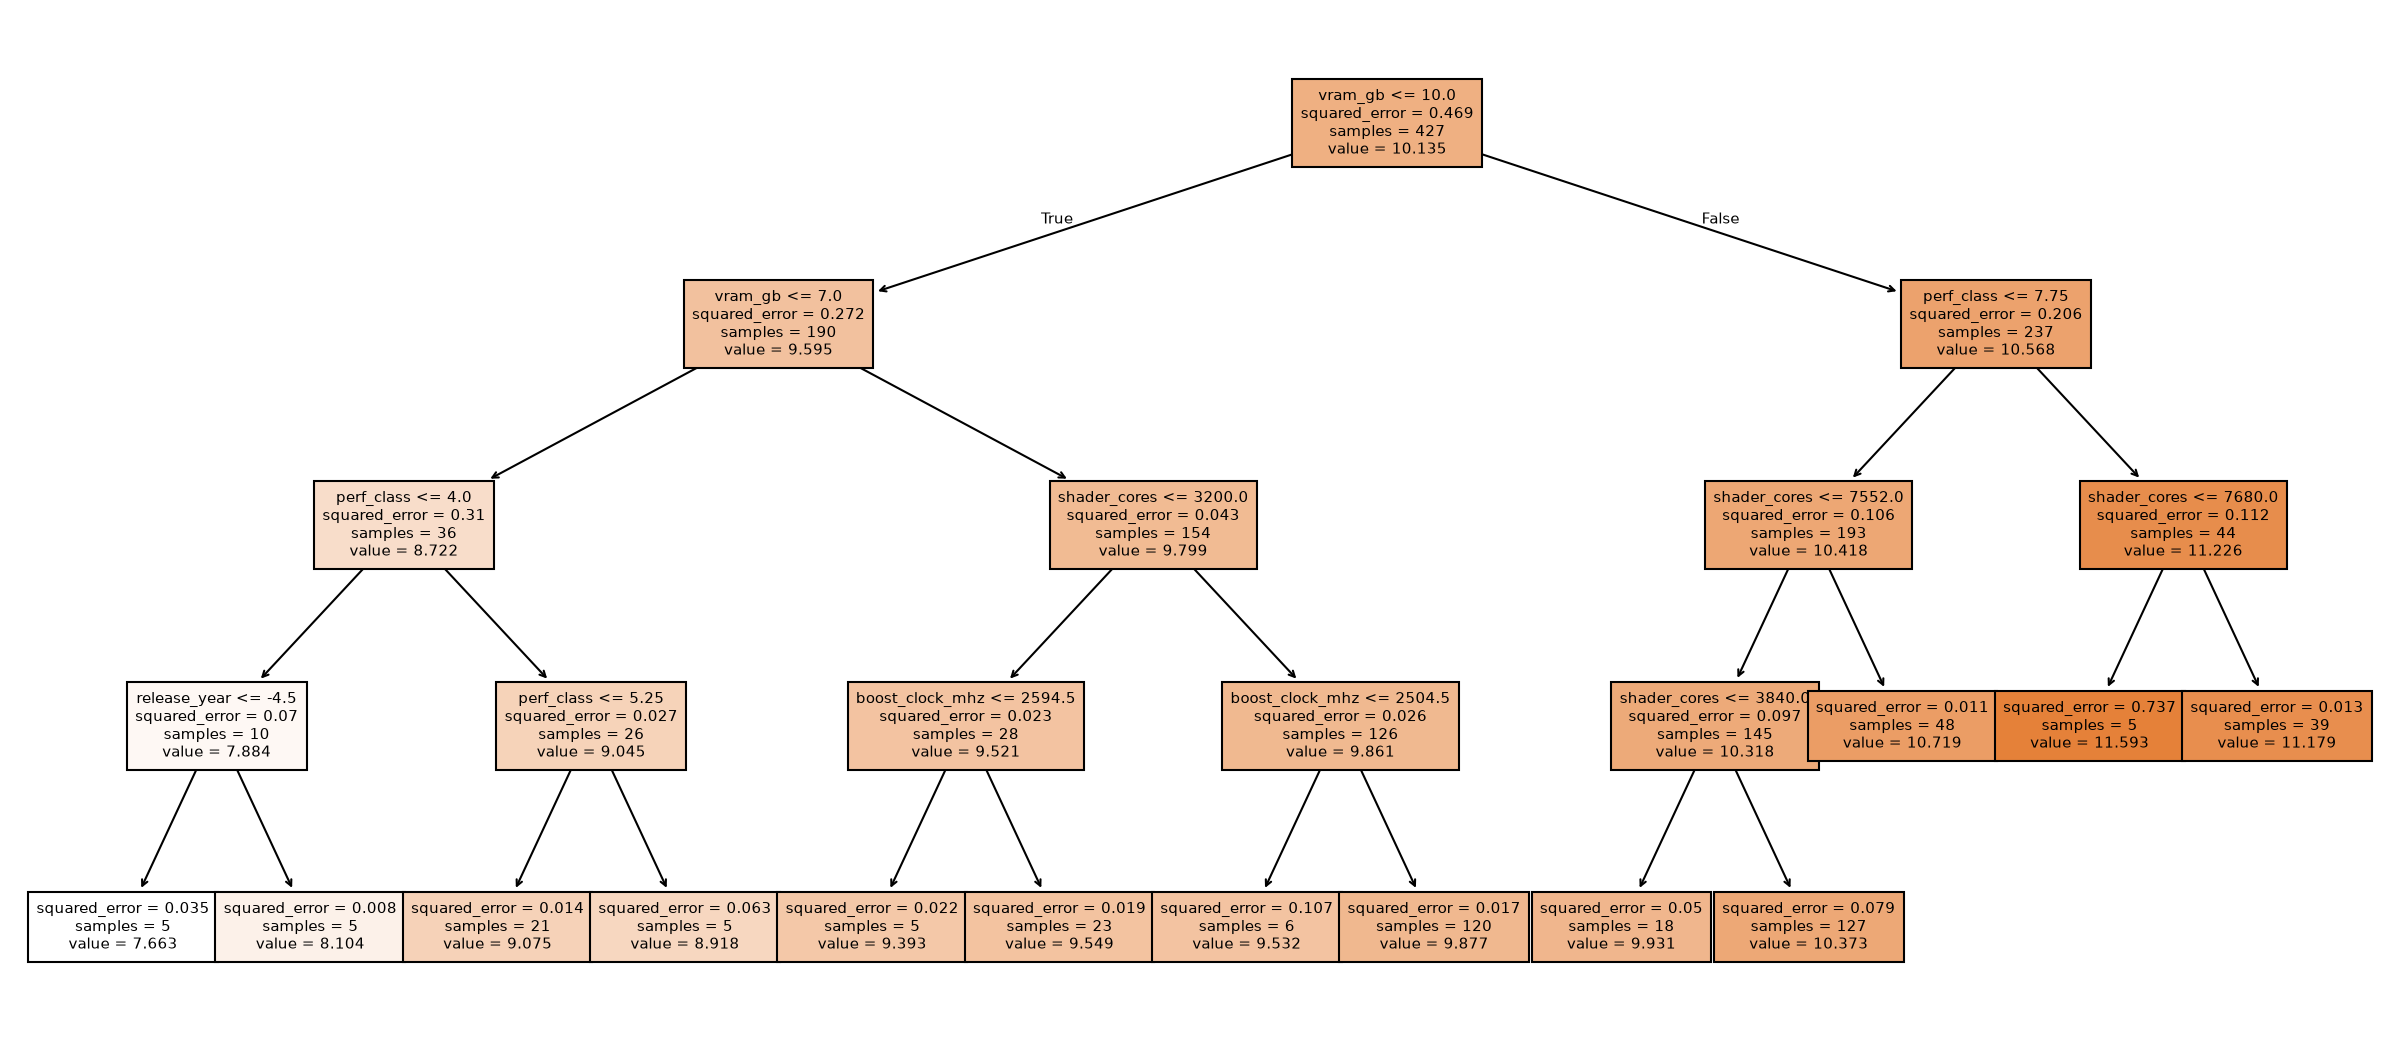 vram_gb <= 10.0
squared_error = 0.469
samples = 427
value = 10.135
True
False
vram_gb <= 7.0
squared_error = 0.272
samples = 190
value = 9.595
perf_class <= 7.75
squared_error = 0.206
samples = 237
value = 10.568
perf_class <= 4.0
squared_error = 0.31
samples = 36
value = 8.722
shader_cores <= 3200.0
squared_error = 0.043
samples = 154
value = 9.799
shader_cores <= 7552.0
squared_error = 0.106
samples = 193
value = 10.418
shader_cores <= 7680.0
squared_error = 0.112
samples = 44
value = 11.226
release_year <= -4.5
squared_error = 0.07
samples = 10
value = 7.884
perf_class <= 5.25
squared_error = 0.027
samples = 26
value = 9.045
boost_clock_mhz <= 2594.5
squared_error = 0.023
samples = 28
value = 9.521
boost_clock_mhz <= 2504.5
squared_error = 0.026
samples = 126
value = 9.861
shader_cores <= 3840.0
squared_error = 0.097
samples = 145
value = 10.318
squared_error = 0.011
samples = 48
value = 10.719
squared_error = 0.737
samples = 5
value = 11.593
squared_error = 0.013
samples = 39
value = 11.179
squared_error = 0.035
samples = 5
value = 7.663
squared_error = 0.008
samples = 5
value = 8.104
squared_error = 0.014
samples = 21
value = 9.075
squared_error = 0.063
samples = 5
value = 8.918
squared_error = 0.022
samples = 5
value = 9.393
squared_error = 0.019
samples = 23
value = 9.549
squared_error = 0.107
samples = 6
value = 9.532
squared_error = 0.017
samples = 120
value = 9.877
squared_error = 0.05
samples = 18
value = 9.931
squared_error = 0.079
samples = 127
value = 10.373